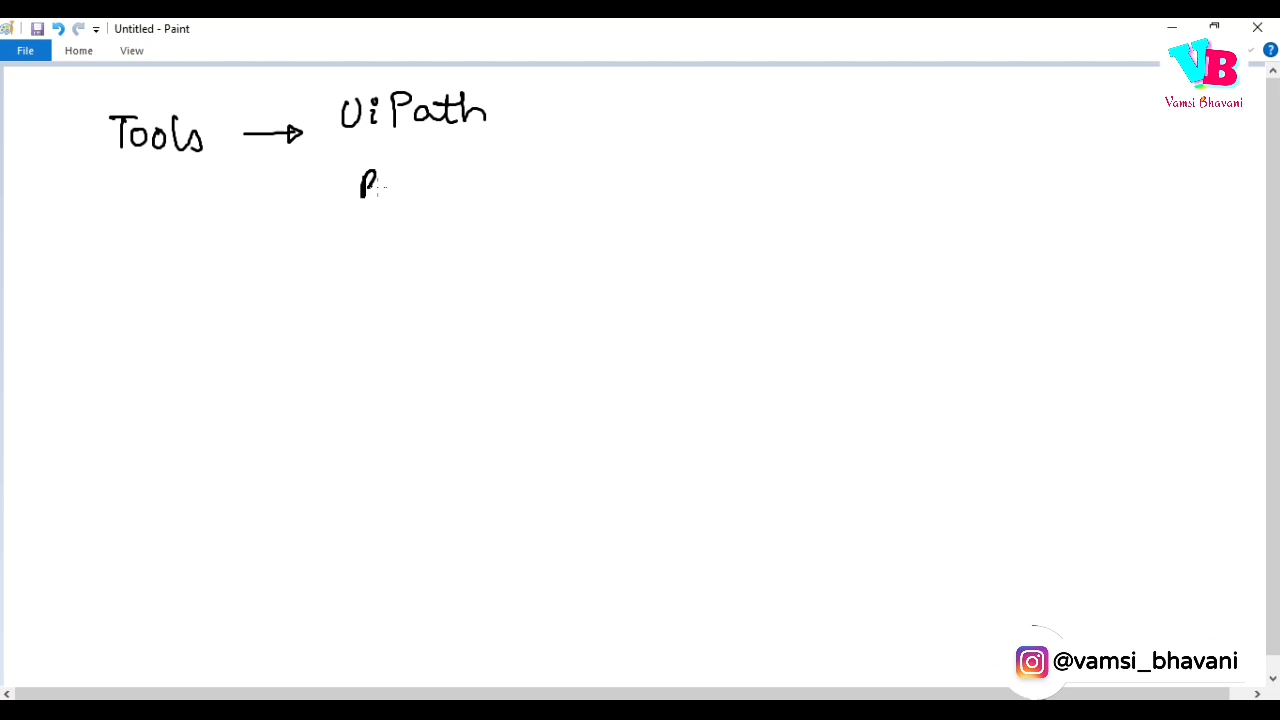 Untitled - Paint
File Home View
VB
Vamsi Bhavani
Tools → UiPath
@vamsi_bhavani